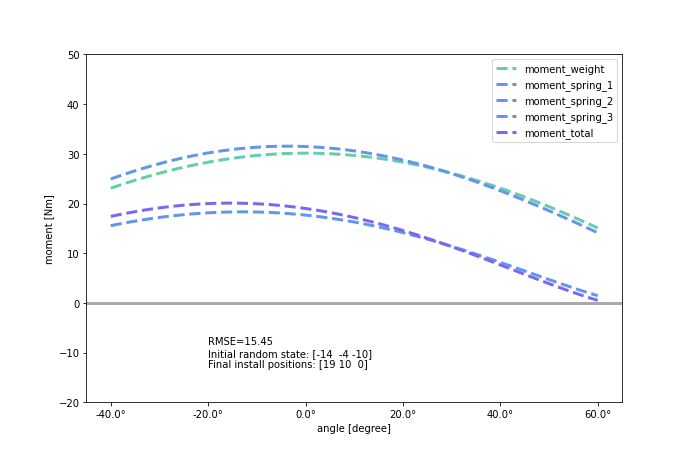 50
40
30
20
10
0
−10
−20
moment [Nm]
moment_weight
moment_spring_1
moment_spring_2
moment_spring_3
moment_total
RMSE=15.45
Initial random state: [-14  -4 -10]
Final install positions: [19 10  0]
-40.0° -20.0° 0.0° 20.0° 40.0° 60.0°
angle [degree]